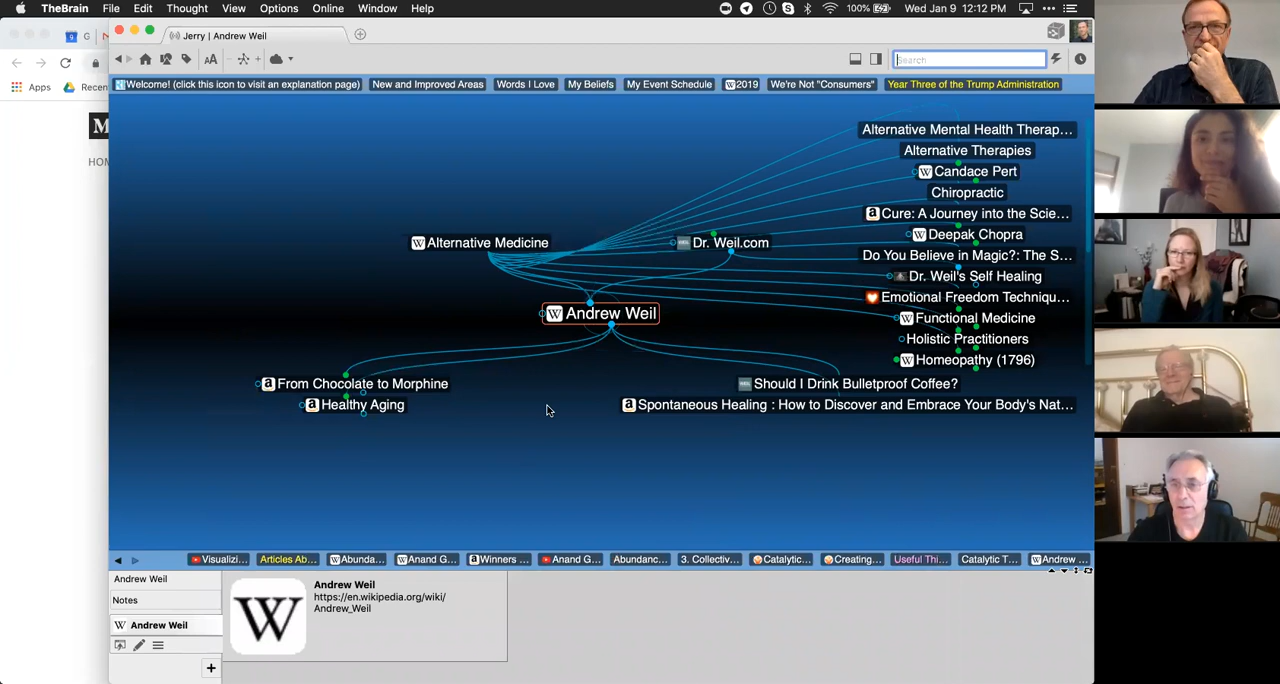 TheBrain File Edit Thought View Options Online Window Help 100% Wed Jan 9 12:12 PM
Jerry | Andrew Weil
G
Apps
Recen
AA
Search
Welcome! (click this icon to visit an explanation page) New and Improved Areas Words I Love My Beliefs My Event Schedule W 2019 We're Not "Consumers" Year Three of the Trump Administration
M
HOM
Alternative Mental Health Therap...
Alternative Therapies
W Candace Pert
Chiropractic
a Cure: A Journey into the Scie...
W Deepak Chopra
W Alternative Medicine
Dr. Weil.com
Do You Believe in Magic?: The S...
Dr. Weil's Self Healing
Emotional Freedom Techniqu...
W Andrew Weil
W Functional Medicine
Holistic Practitioners
W Homeopathy (1796)
a From Chocolate to Morphine
WEIL Should I Drink Bulletproof Coffee?
a Healthy Aging
a Spontaneous Healing : How to Discover and Embrace Your Body's Nat...
Visualizi... Articles Ab... W Abunda... W Anand G... a Winners ... Anand G... Abundanc... 3. Collectiv... Catalytic... Creating... Useful Thi... Catalytic T... W Andrew ...
Andrew Weil
Notes
W Andrew Weil
W
Andrew Weil
https://en.wikipedia.org/wiki/
Andrew_Weil